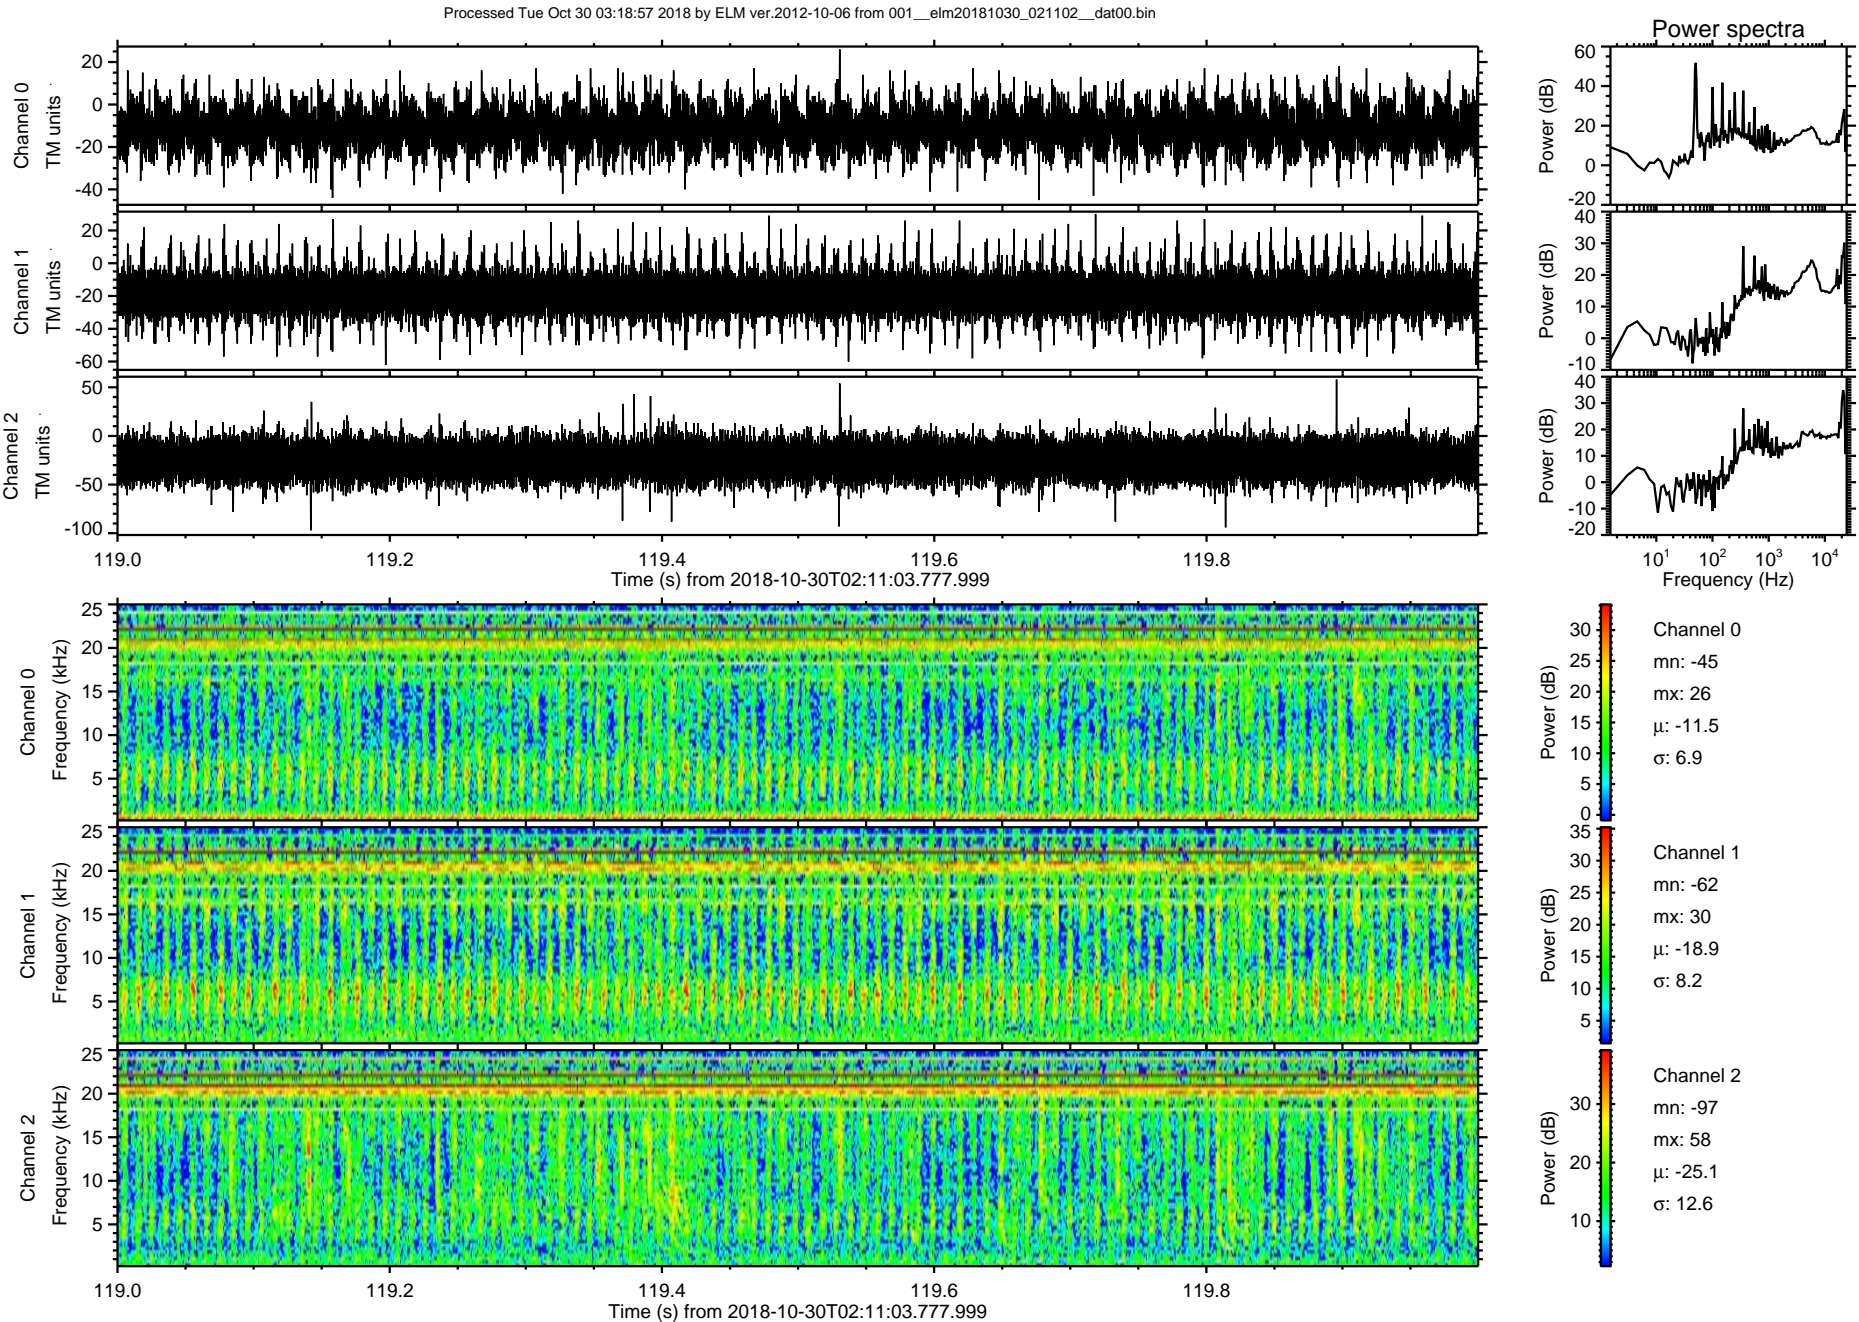 Processed Tue Oct 30 03:18:57 2018 by ELM ver.2012-10-06 from 001__elm20181030_021102__dat00.bin
Power spectra
Channel 0
TM units
20
0
-20
-40
Power (dB)
60
40
20
0
-20
Channel 1
TM units
20
0
-20
-40
-60
Power (dB)
40
30
20
10
0
-10
Channel 2
TM units
50
0
-50
-100
Power (dB)
40
30
20
10
0
-10
-20
119.0 119.2 119.4 119.6 119.8
Time (s) from 2018-10-30T02:11:03.777.999
10¹ 10² 10³ 10⁴
Frequency (Hz)
Channel 0
Frequency (kHz)
25
20
15
10
5
Power (dB)
30
25
20
15
10
5
0
Channel 0
mn: -45
mx: 26
μ: -11.5
σ: 6.9
Channel 1
Frequency (kHz)
25
20
15
10
5
Power (dB)
35
30
25
20
15
10
5
Channel 1
mn: -62
mx: 30
μ: -18.9
σ: 8.2
Channel 2
Frequency (kHz)
25
20
15
10
5
Power (dB)
30
20
10
Channel 2
mn: -97
mx: 58
μ: -25.1
σ: 12.6
119.0 119.2 119.4 119.6 119.8
Time (s) from 2018-10-30T02:11:03.777.999